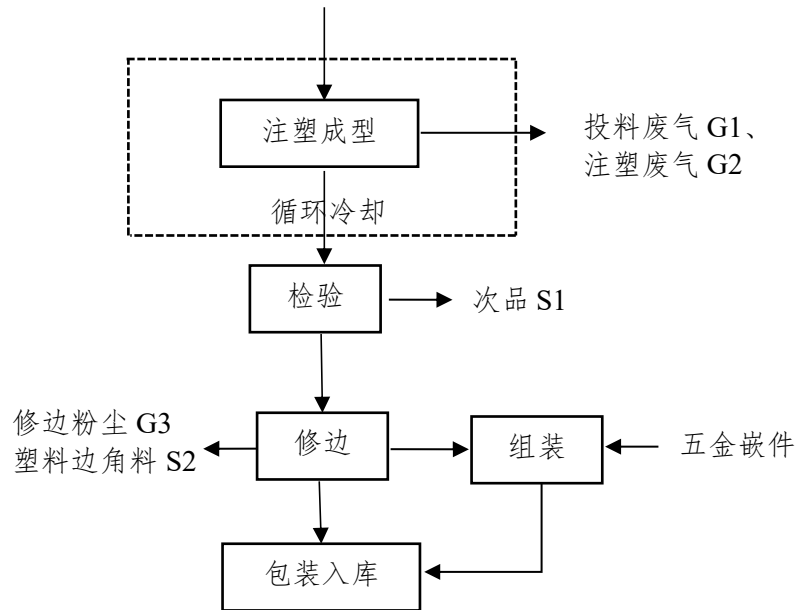 注塑成型
投料废气 G1、
注塑废气 G2
循环冷却
检验
次品 S1
修边粉尘 G3
塑料边角料 S2
修边
组装
五金嵌件
包装入库